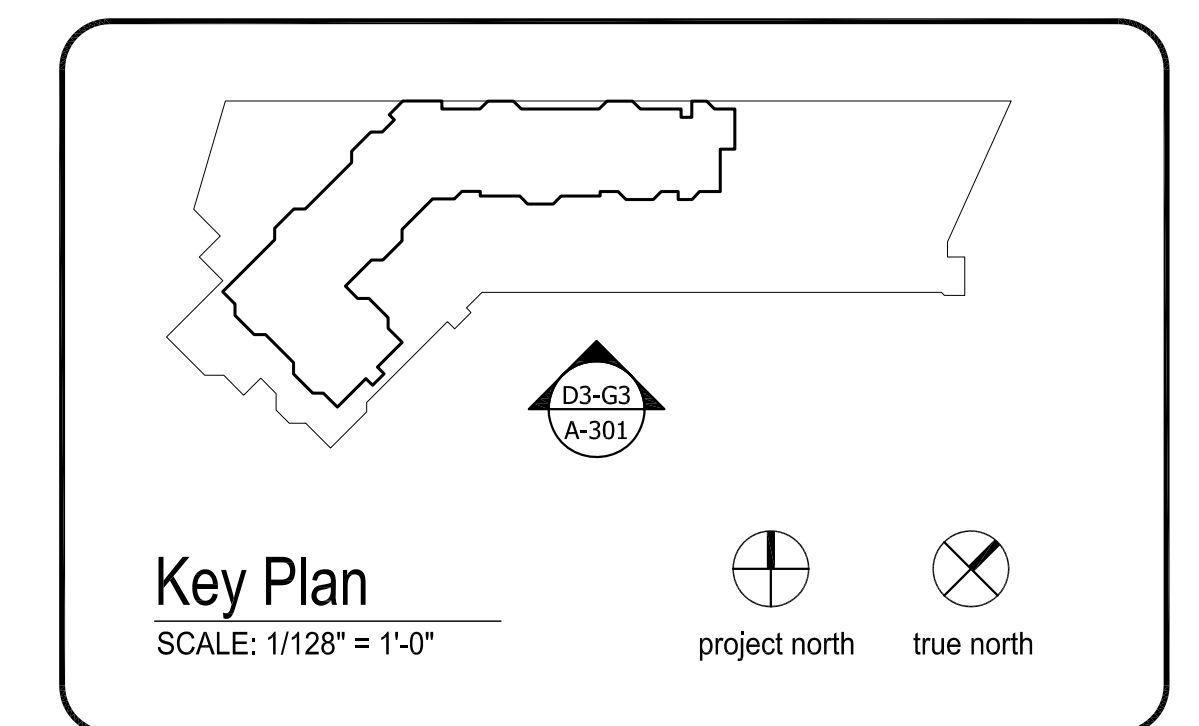 D3-G3
A-301
Key Plan
SCALE: 1/128" = 1'-0"
project north
true north